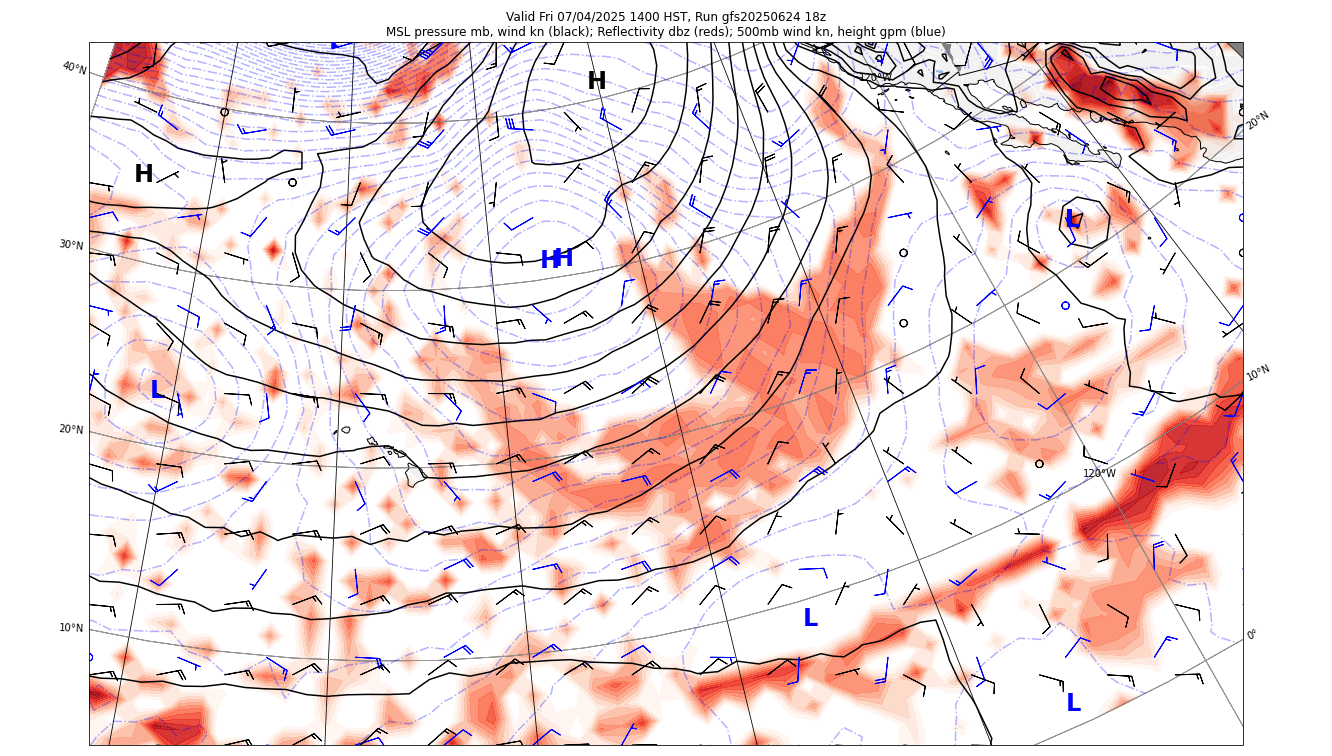 Valid Fri 07/04/2025 1400 HST, Run gfs20250624 18z
MSL pressure mb, wind kn (black); Reflectivity dbz (reds); 500mb wind kn, height gpm (blue)
40°N
H
120°W
20°N
H
L
30°N
H
H
L
10°N
20°N
120°W
10°N
L
0°
L